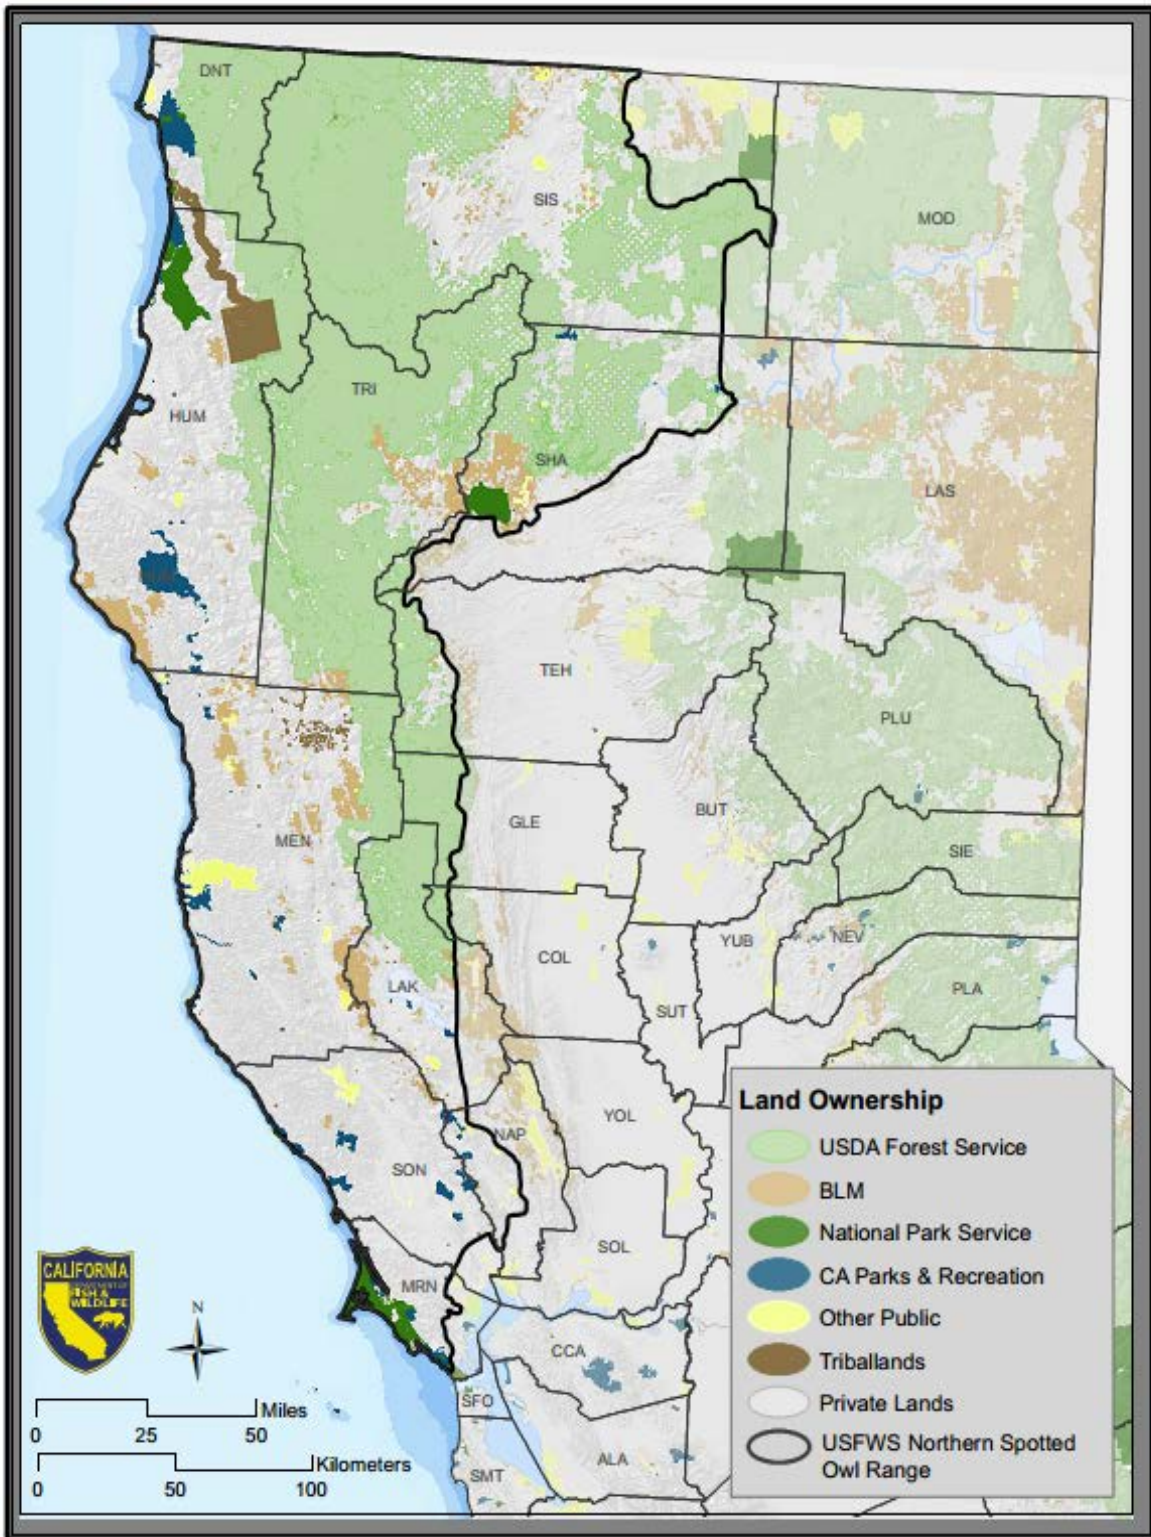 DNT
SIS
MOD
TRI
HUM
SHA
LAS
TEH
PLU
BUT
GLE
MEN
SIE
YUB
NEV
COL
LAK
PLA
SUT
YOL
NAP
SON
SOL
MRN
CCA
SFO
ALA
SMT
Land Ownership
USDA Forest Service
BLM
National Park Service
CA Parks & Recreation
Other Public
Triballands
Private Lands
USFWS Northern Spotted
Owl Range
CALIFORNIA
DEPARTMENT OF
FISH &
WILDLIFE
N
Miles
0 25 50
Kilometers
0 50 100